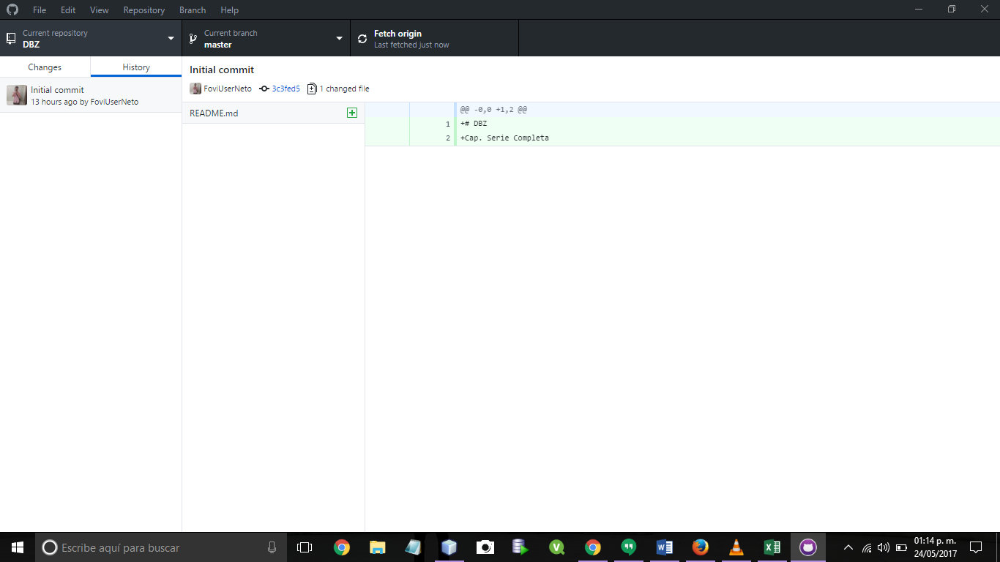 File Edit View Repository Branch Help
Current repository
DBZ
Current branch
master
Fetch origin
Last fetched just now
Changes History
Initial commit
13 hours ago by FoviUserNeto
Initial commit
FoviUserNeto 3c3fed5 1 changed file
README.md
@@ -0,0 +1,2 @@
1 +# DBZ
2 +Cap. Serie Completa
Escribe aquí para buscar
01:14 p. m.
24/05/2017